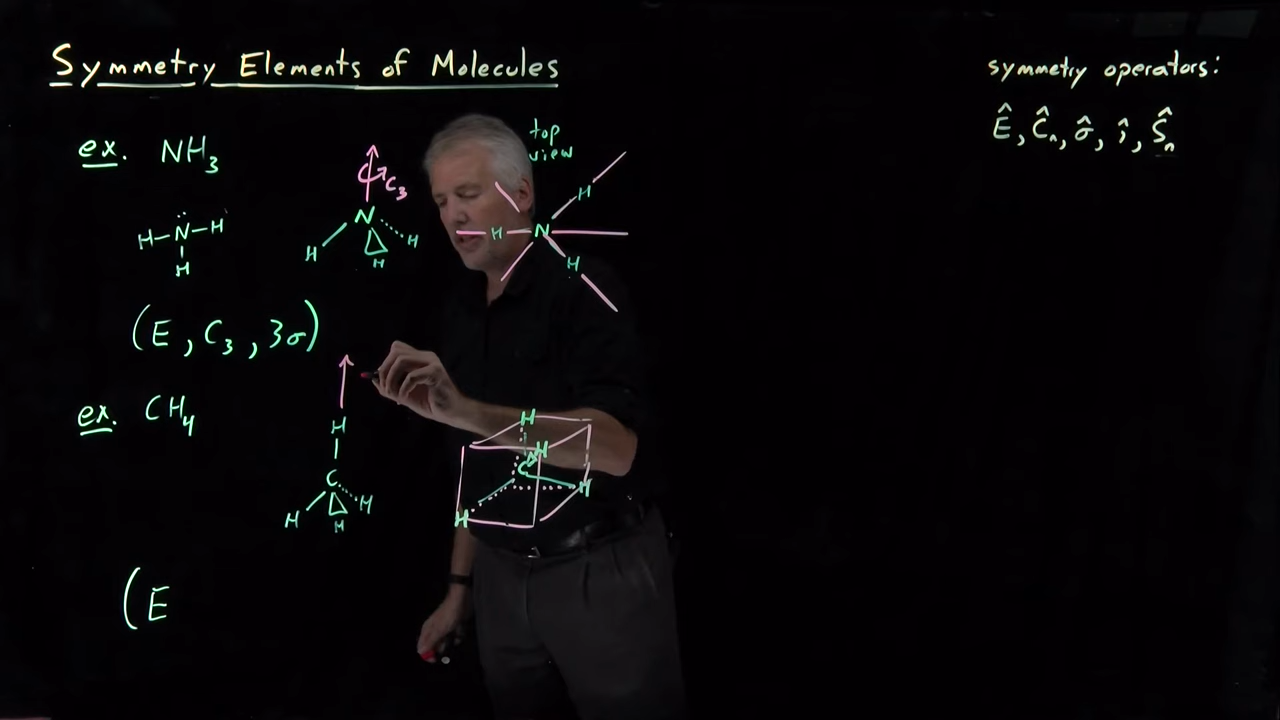 Symmetry Elements of Molecules
symmetry operators:
Ê, Ĉn, σ̂, î, Ŝn
ex. NH₃
top
view
C₃
H–N̈–H
H
N
H H H
H
H N
H
(E, C₃, 3σ)
ex. CH₄
H
C
H H H
H
H
C
H
H
(E